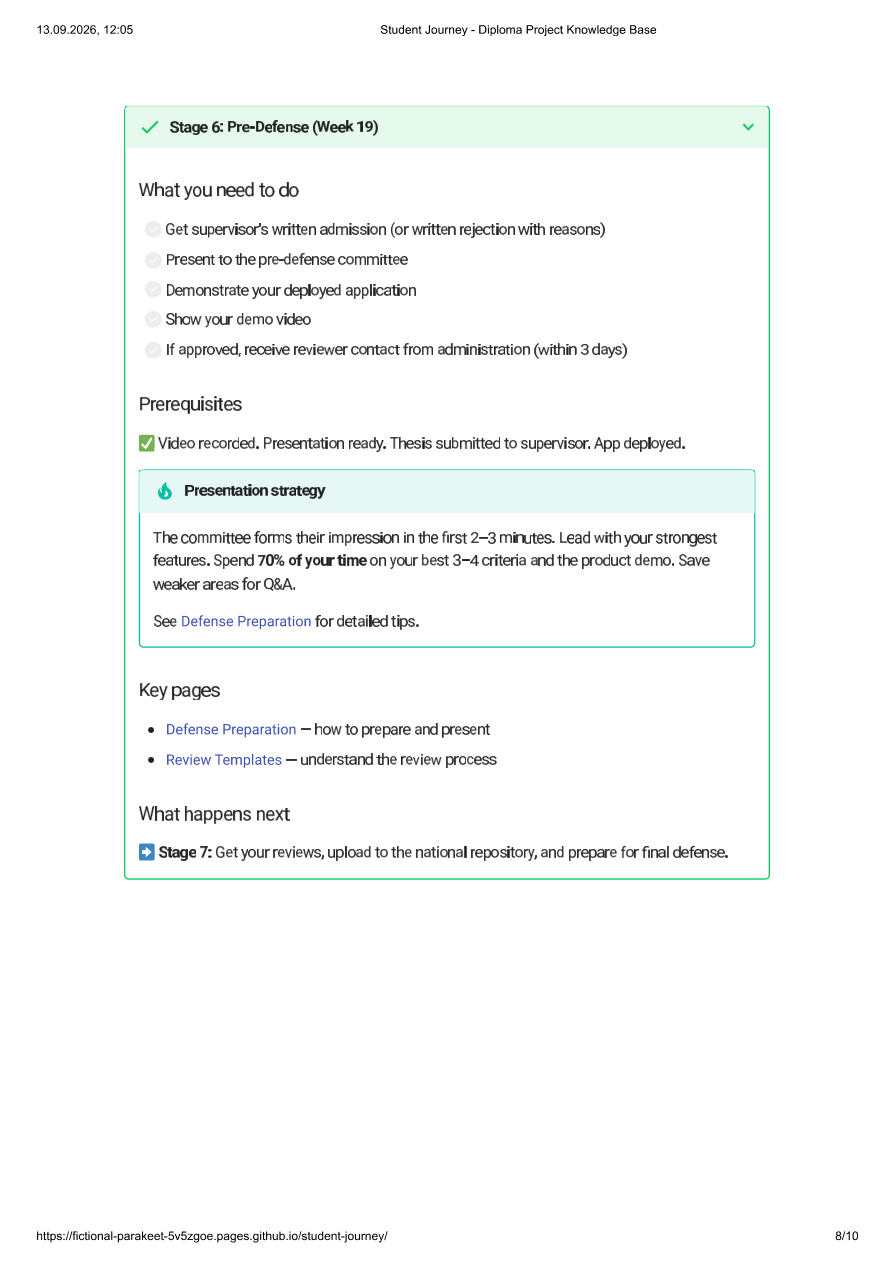 13.09.2026, 12:05
Student Journey - Diploma Project Knowledge Base
Stage 6: Pre-Defense (Week 19)
What you need to do
Get supervisor's written admission (or written rejection with reasons)
Present to the pre-defense committee
Demonstrate your deployed application
Show your demo video
If approved, receive reviewer contact from administration (within 3 days)
Prerequisites
✅ Video recorded. Presentation ready. Thesis submitted to supervisor. App deployed.
Presentation strategy
The committee forms their impression in the first 2–3 minutes. Lead with your strongest
features. Spend 70% of your time on your best 3–4 criteria and the product demo. Save
weaker areas for Q&A.
See Defense Preparation for detailed tips.
Key pages
• Defense Preparation — how to prepare and present
• Review Templates — understand the review process
What happens next
➡️ Stage 7: Get your reviews, upload to the national repository, and prepare for final defense.
https://fictional-parakeet-5v5zgoe.pages.github.io/student-journey/
8/10